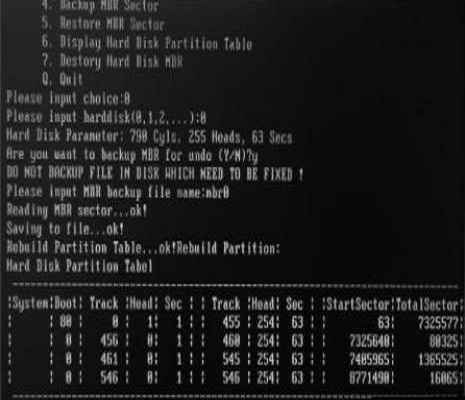 4. Backup MBR Sector
5. Restore MBR Sector
6. Display Hard Disk Partition Table
7. Destory Hard Disk MBR
Q. Quit
Please input choice:0
Please input harddisk(0,1,2,...):0
Hard Disk Parameter: 790 Cyls, 255 Heads, 63 Secs
Are you want to backup MBR for undo (Y/N)?y
DO NOT BACKUP FILE IN DISK WHICH NEED TO BE FIXED !
Please input MBR backup file name:mbr0
Reading MBR sector...ok!
Saving to file...ok!
Rebuild Partition Table...ok!Rebuild Partition:
Hard Disk Partition Tabel
|System|Boot| Track |Head| Sec | | Track |Head| Sec | |StartSector|TotalSector|
| | 80 | 0 | 1| 1 | | 455 | 254| 63 | | 63| 7325577|
| | 0 | 456 | 0| 1 | | 460 | 254| 63 | | 7325640| 80325|
| | 0 | 461 | 0| 1 | | 545 | 254| 63 | | 7405965| 1365525|
| | 0 | 546 | 0| 1 | | 546 | 254| 63 | | 8771490| 16065|